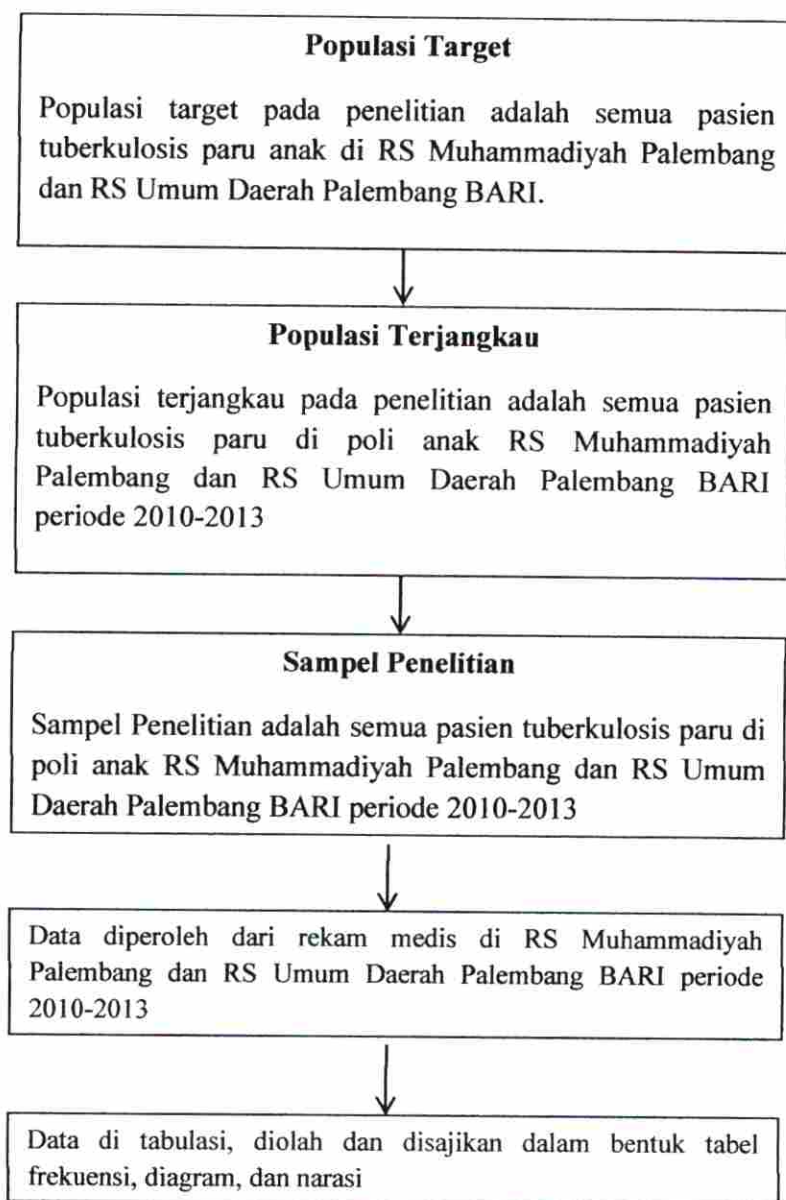 Populasi Target
Populasi target pada penelitian adalah semua pasien
tuberkulosis paru anak di RS Muhammadiyah Palembang
dan RS Umum Daerah Palembang BARI.
Populasi Terjangkau
Populasi terjangkau pada penelitian adalah semua pasien
tuberkulosis paru di poli anak RS Muhammadiyah
Palembang dan RS Umum Daerah Palembang BARI
periode 2010-2013
Sampel Penelitian
Sampel Penelitian adalah semua pasien tuberkulosis paru di
poli anak RS Muhammadiyah Palembang dan RS Umum
Daerah Palembang BARI periode 2010-2013
Data diperoleh dari rekam medis di RS Muhammadiyah
Palembang dan RS Umum Daerah Palembang BARI periode
2010-2013
Data di tabulasi, diolah dan disajikan dalam bentuk tabel
frekuensi, diagram, dan narasi